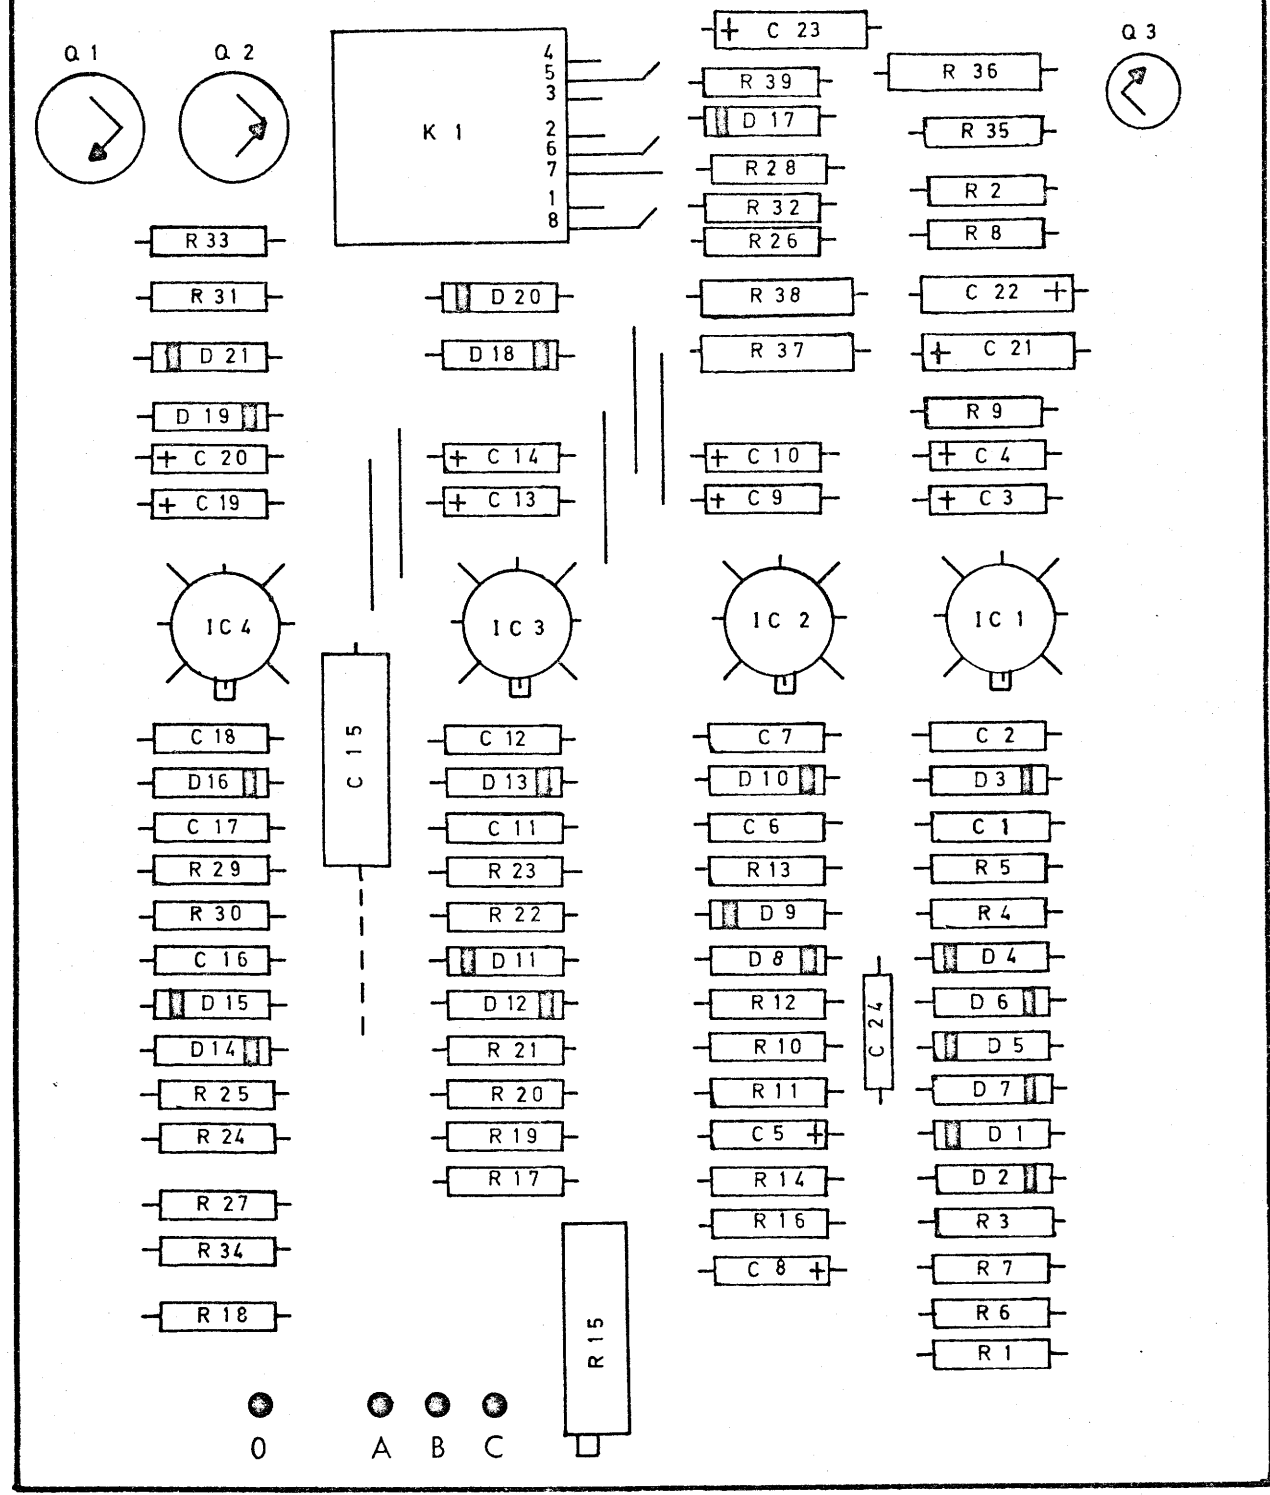 Q 1
Q 2
K 1
4
5
3
2
6
7
1
8
+ C 23
R 39
D 17
R 28
R 32
R 26
R 38
R 37
Q 3
R 36
R 35
R 2
R 8
C 22 +
+ C 21
R 9
R 33
R 31
D 21
D 19
+ C 20
+ C 19
D 20
D 18
+ C 14
+ C 13
+ C 10
+ C 9
+ C 4
+ C 3
IC 4
IC 3
IC 2
IC 1
C 18
D 16
C 17
R 29
R 30
C 16
D 15
D 14
R 25
R 24
R 27
R 34
R 18
C 15
C 12
D 13
C 11
R 23
R 22
D 11
D 12
R 21
R 20
R 19
R 17
R 15
C 7
D 10
C 6
R 13
D 9
D 8
R 12
R 10
R 11
C 5 +
R 14
R 16
C 8 +
C 24
C 2
D 3
C 1
R 5
R 4
D 4
D 6
D 5
D 7
D 1
D 2
R 3
R 7
R 6
R 1
0 A B C